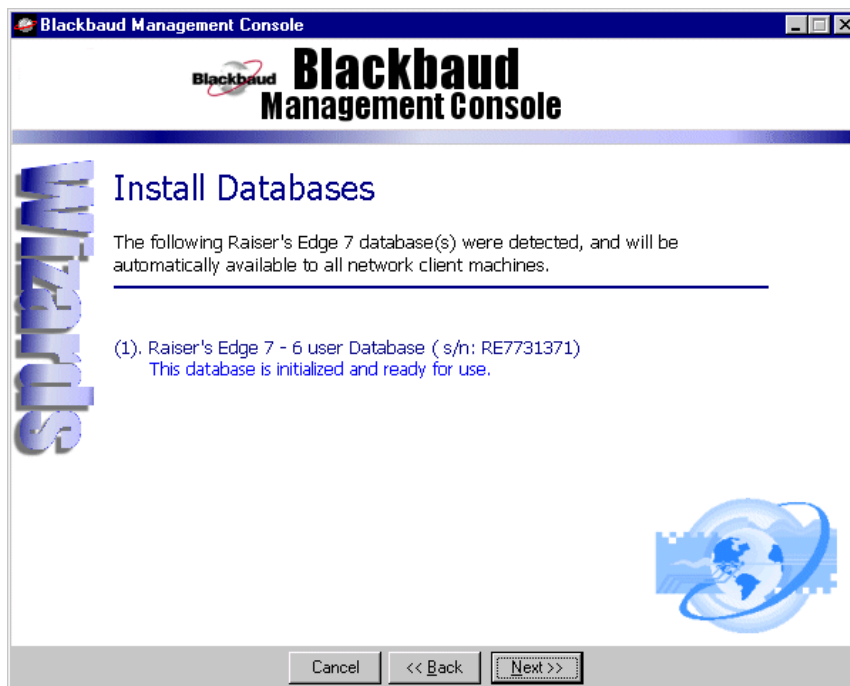 Blackbaud Management Console
Blackbaud Blackbaud
Management Console
Wizards
Install Databases
The following Raiser's Edge 7 database(s) were detected, and will be
automatically available to all network client machines.
(1). Raiser's Edge 7 - 6 user Database ( s/n: RE7731371)
This database is initialized and ready for use.
Cancel << Back Next >>